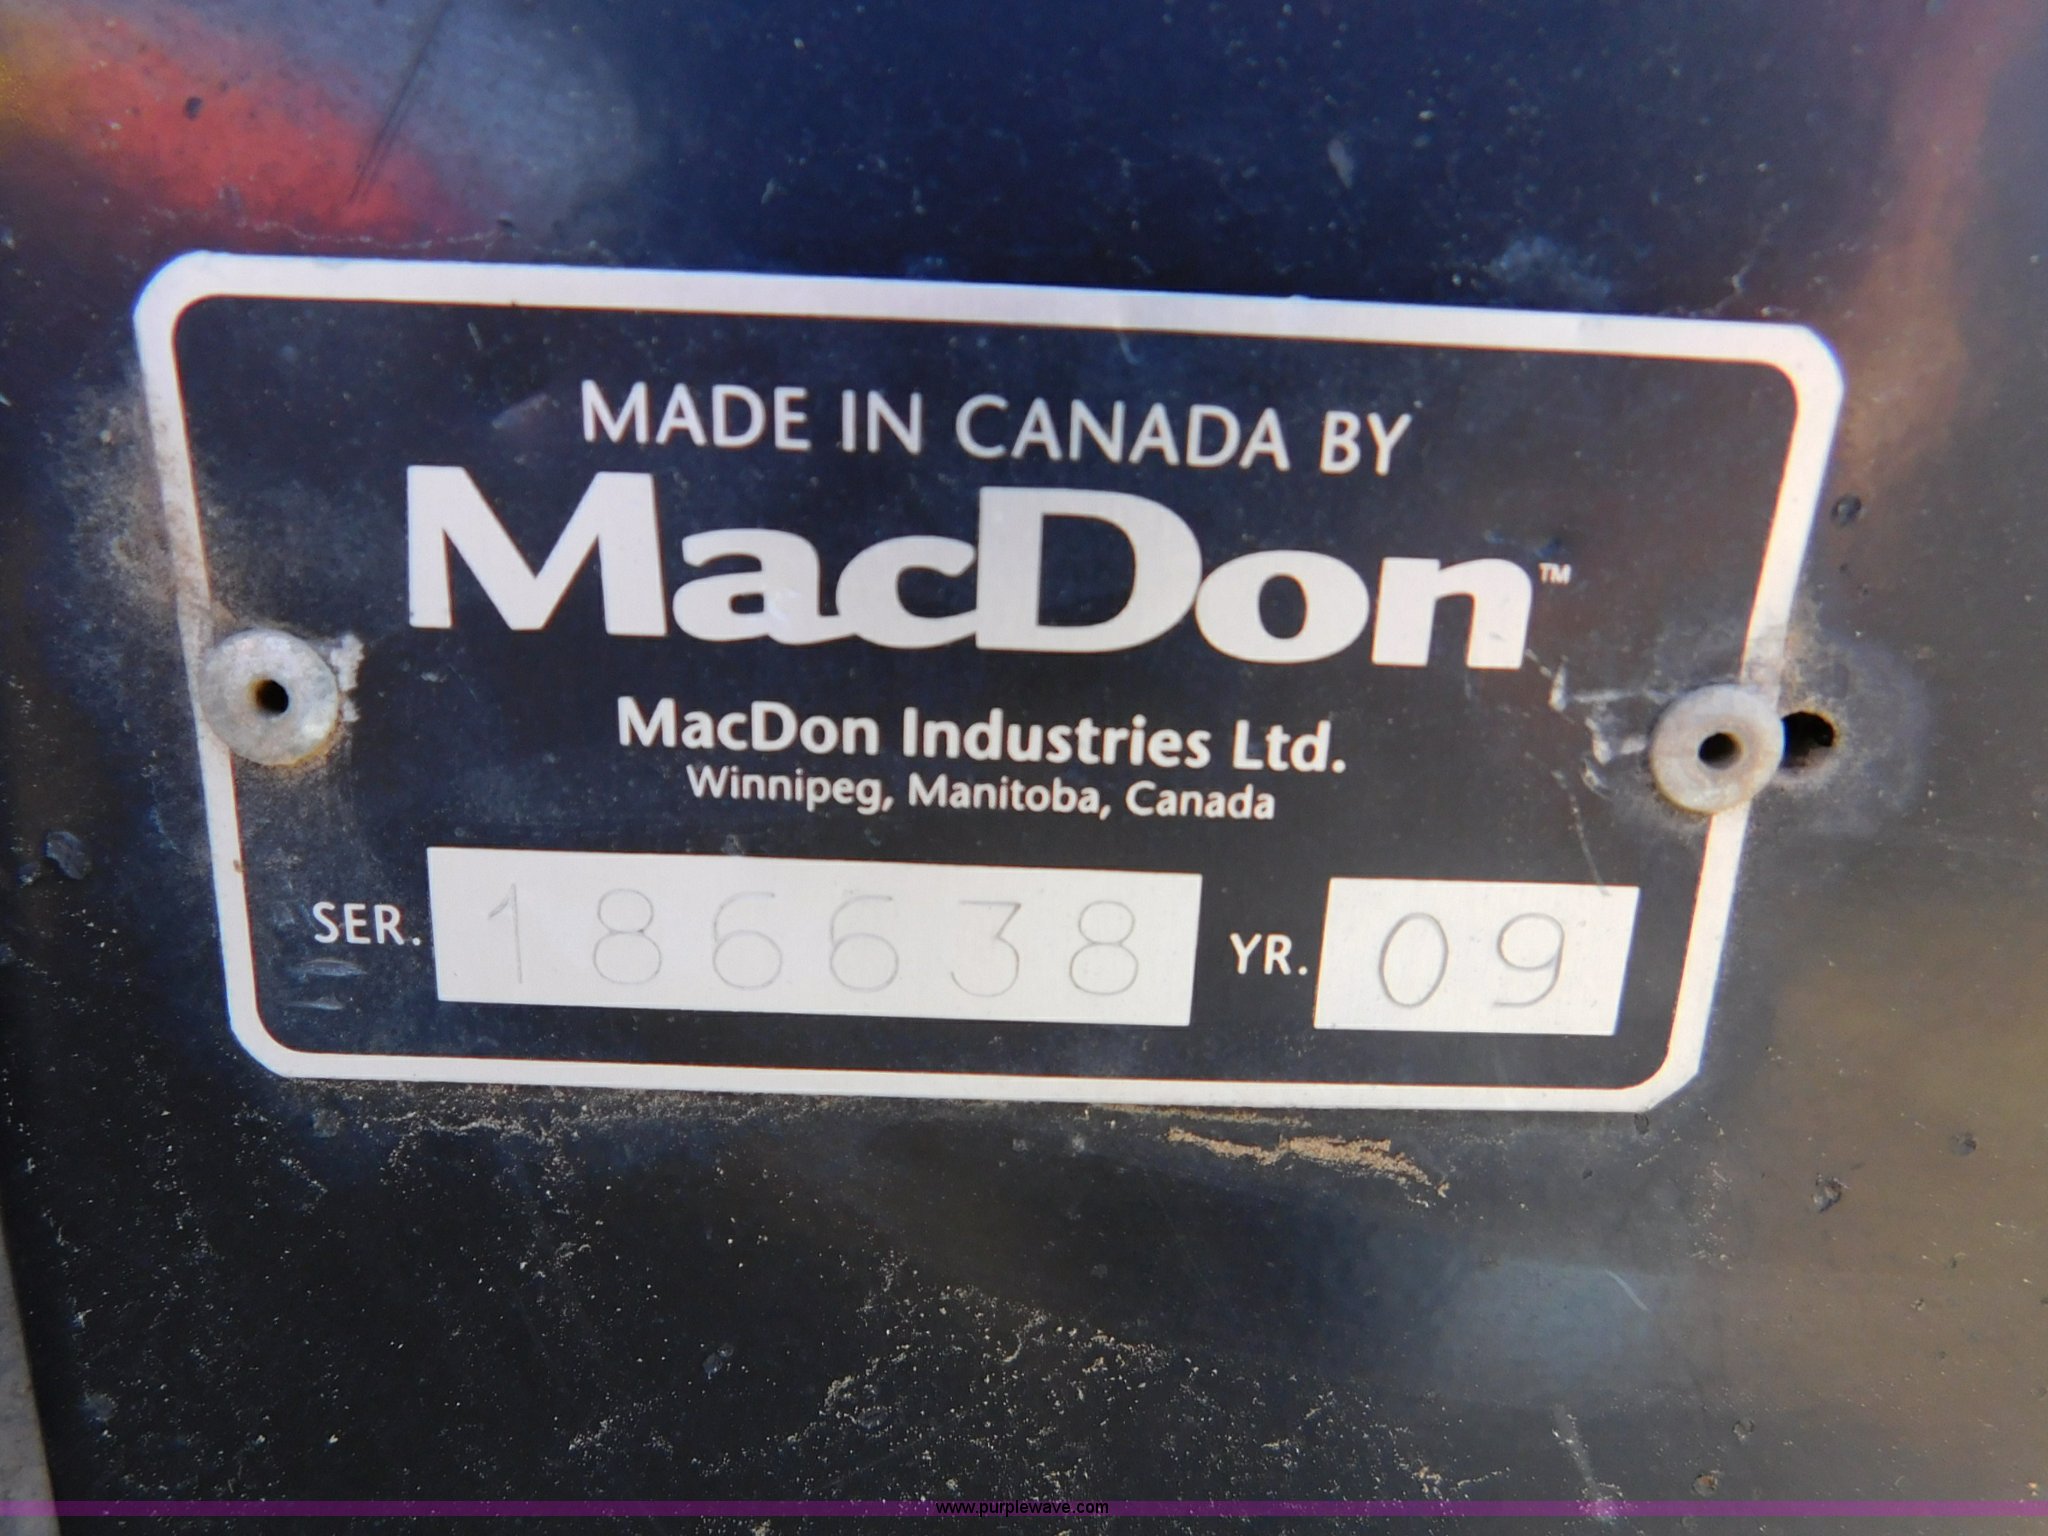 MADE IN CANADA BY
MacDon™
MacDon Industries Ltd.
Winnipeg, Manitoba, Canada
SER. 186638 YR. 09
www.purplewave.com